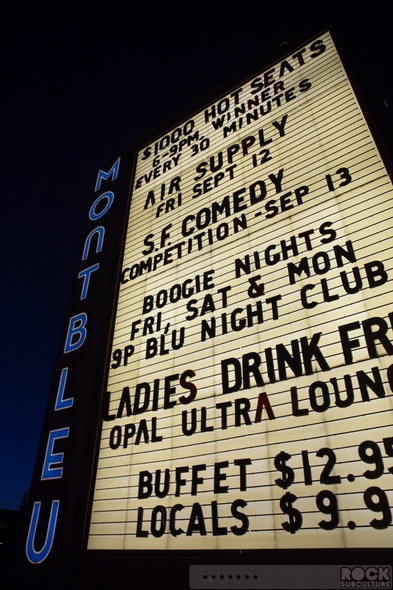 MONTBLEU
$1000 HOT SEATS
6-9PM, WINNER
EVERY 30 MINUTES
AIR SUPPLY
FRI SEPT 12
S.F. COMEDY
COMPETITION-SEP 13
BOOGIE NIGHTS
FRI, SAT & MON
9P BLU NIGHT CLUB
LADIES DRINK FR
OPAL ULTRA LOUN
BUFFET $12.95
LOCALS $9.9
ROCK
SUBCULTURE